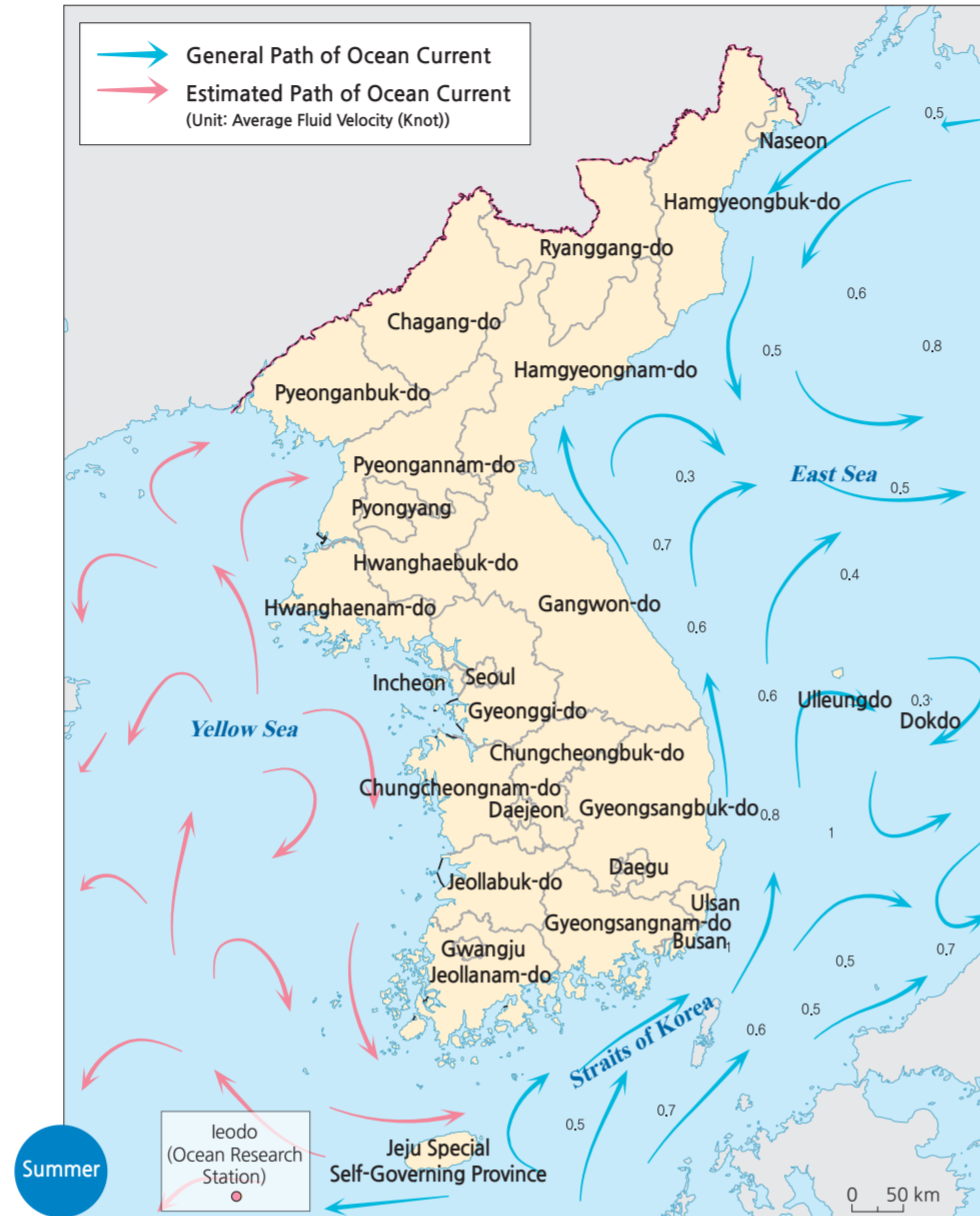 General Path of Ocean Current
Estimated Path of Ocean Current
(Unit: Average Fluid Velocity (Knot))
0.5
Naseon
Hamgyeongbuk-do
Ryanggang-do
0.6
Chagang-do
0.5
0.8
Hamgyeongnam-do
Pyeonganbuk-do
Pyeongannam-do
0.3
East Sea
0.5
Pyongyang
0.7
Hwanghaebuk-do
0.4
Hwanghaenam-do
Gangwon-do
0.6
Incheon
Seoul
0.6
Ulleungdo
0.3
Dokdo
Gyeonggi-do
Yellow Sea
Chungcheongbuk-do
Chungcheongnam-do
Daejeon
Gyeongsangbuk-do
0.8
1
Daegu
Jeollabuk-do
Ulsan
Gyeongsangnam-do
Busan
1
Gwangju
0.7
Jeollanam-do
0.5
0.5
Straits of Korea
0.6
0.7
0.5
Ieodo
(Ocean Research
Station)
Jeju Special
Self-Governing Province
Summer
0 50 km